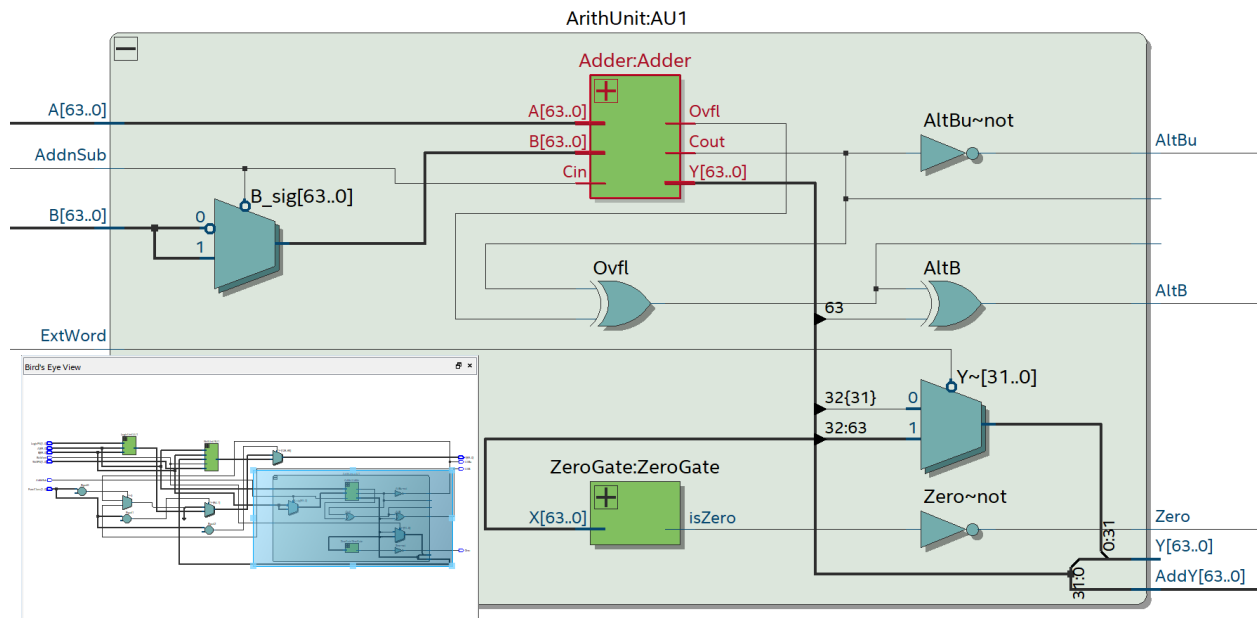 ArithUnit:AU1
Adder:Adder
A[63..0]
A[63..0]
Ovfl
AltBu~not
AddnSub
B[63..0]
Cout
AltBu
Cin
Y[63..0]
B_sig[63..0]
B[63..0]
0
1
Ovfl
AltB
AltB
63
ExtWord
Bird's Eye View
Y~[31..0]
32{31}
0
32:63
1
ZeroGate:ZeroGate
Zero~not
X[63..0]
isZero
Zero
0:31
Y[63..0]
31:0
AddY[63..0]